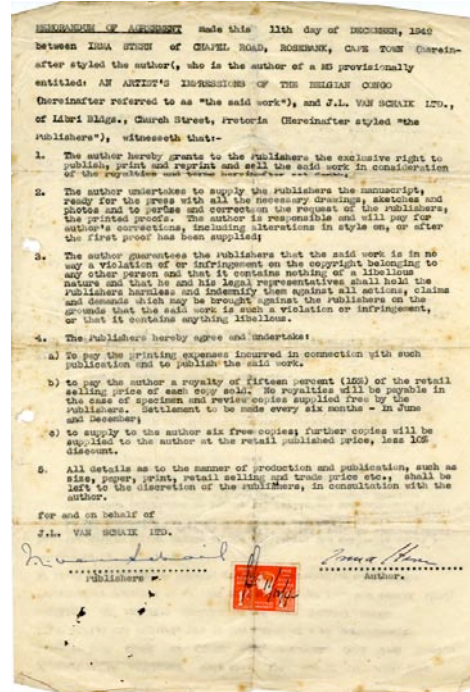 MEMORANDUM OF AGREEMENT made this 11th day of DECEMBER, 1942
between IRMA STERN of CHAPEL ROAD, ROSEBANK, CAPE TOWN (herein-
after styled the author(, who is the author of a MS provisionally
entitled: AN ARTIST'S IMPRESSIONS OF THE BELGIAN CONGO
(hereinafter referred to as "the said work"), and J.L. VAN SCHAIK LTD.,
of Libri Bldgs., Church Street, Pretoria (Hereinafter styled "the
Publishers"), witnesseth that:-
1. The author hereby grants to the Publishers the exclusive right to
publish, print and reprint and sell the said work in consideration
of the royalties and terms hereinafter set forth.
2. The author undertakes to supply the Publishers the manuscript,
ready for the press with all the necessary drawings, sketches and
photos and to peruse and correct on the request of the Publishers,
the printed proofs. The author is responsible and will pay for
author's corrections, including alterations in style on, or after
the first proof has been supplied;
3. The author guarantees the Publishers that the said work is in no
way a violation of or infringement on the copyright belonging to
any other person and that it contains nothing of a libellous
nature and that he and his legal representatives shall hold the
Publishers harmless and indemnify them against all actions, claims
and demands which may be brought against the Publishers on the
grounds that the said work is such a violation or infringement,
or that it contains anything libellous.
4. The Publishers hereby agree and undertake:
a) To pay the printing expenses incurred in connection with such
publication and to publish the said work.
b) to pay the author a royalty of fifteen percent (15%) of the retail
selling price of each copy sold. No royalties will be payable in
the case of specimen and review copies supplied free by the
Publishers. Settlement to be made every six months - in June
and December;
c) to supply to the author six free copies; further copies will be
supplied to the author at the retail published price, less 10%
discount.
5. All details as to the manner of production and publication, such as
size, paper, print, retail selling and trade price etc., shall be
left to the discretion of the Publishers, in consultation with the
author.
for and on behalf of
J.L. VAN SCHAIK LTD.
Irma Stern
Publishers
Author.